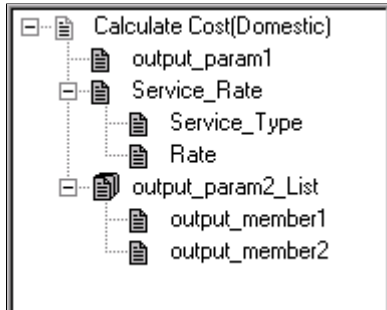 Calculate Cost(Domestic)
output_param1
Service_Rate
Service_Type
Rate
output_param2_List
output_member1
output_member2